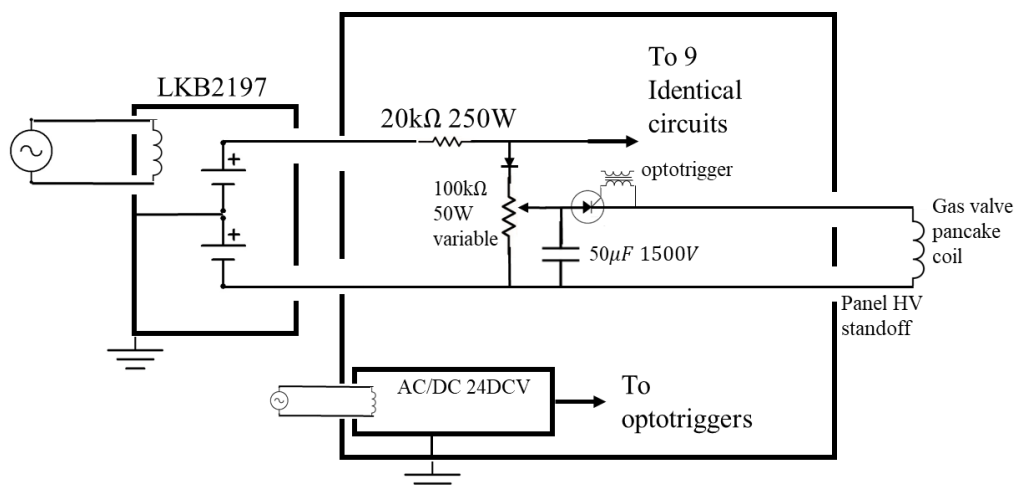 LKB2197
20kΩ 250W
To 9
Identical
circuits
optotrigger
100kΩ
50W
variable
50μF 1500V
Gas valve
pancake
coil
Panel HV
standoff
AC/DC 24DCV
To
optotriggers
+
+